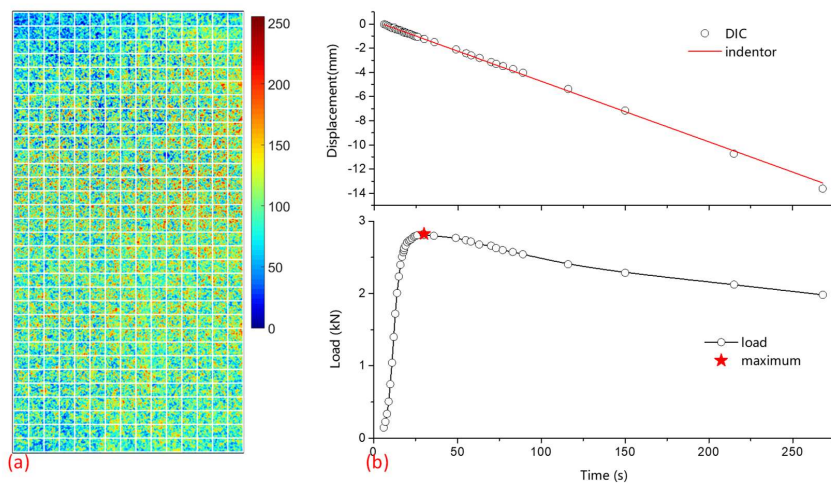 250
200
150
100
50
0
(a)
0
-2
-4
-6
-8
-10
-12
-14
Displacement(mm)
DIC
indentor
3
2
1
0
Load (kN)
load
maximum
0 50 100 150 200 250
Time (s)
(b)